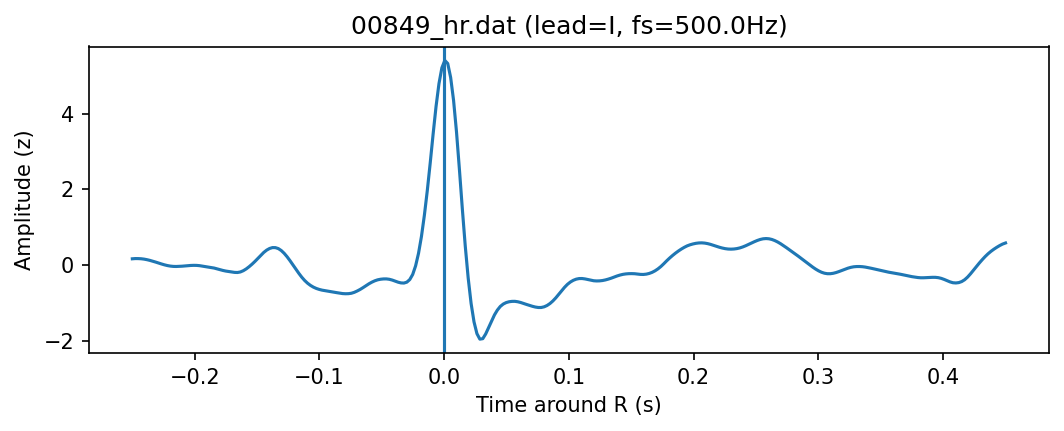 00849_hr.dat (lead=I, fs=500.0Hz)
Amplitude (z)
4
2
0
−2
−0.2 −0.1 0.0 0.1 0.2 0.3 0.4
Time around R (s)